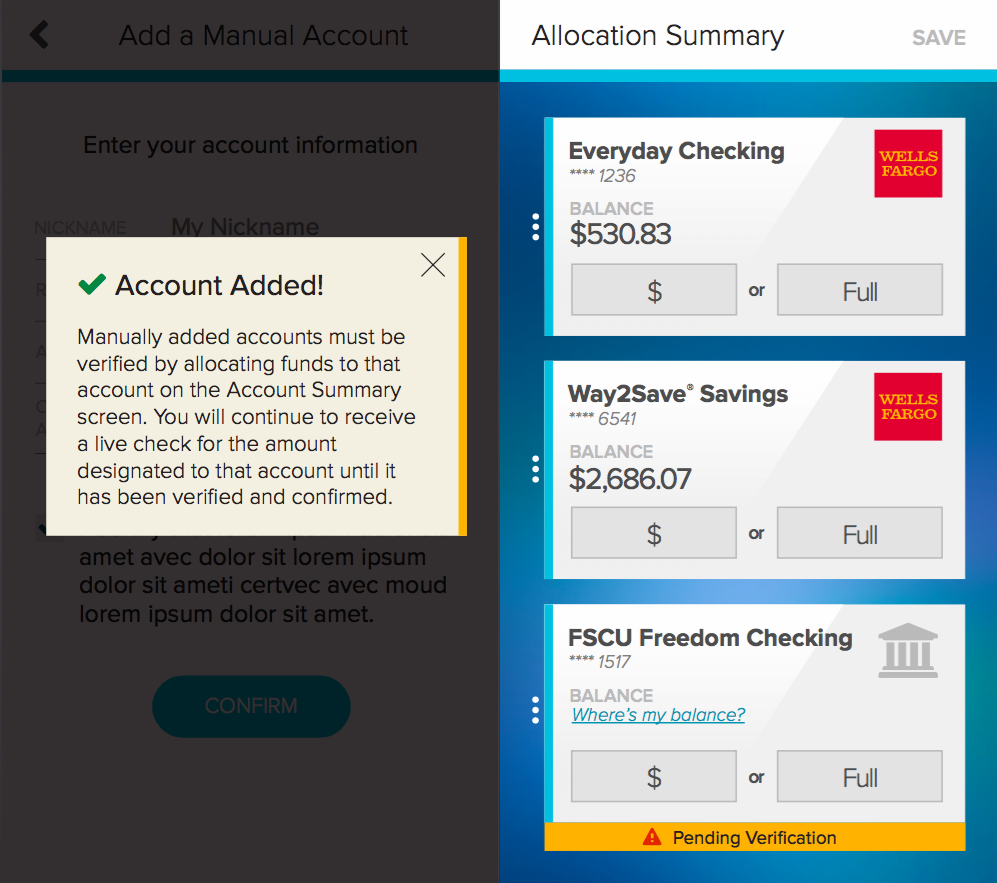 Add a Manual Account
Enter your account information
NICKNAME My Nickname
Account Added!
Manually added accounts must be
verified by allocating funds to that
account on the Account Summary
screen. You will continue to receive
a live check for the amount
designated to that account until it
has been verified and confirmed.
amet avec dolor sit lorem ipsum
dolor sit ameti certvec avec moud
lorem ipsum dolor sit amet.
CONFIRM
Allocation Summary
SAVE
Everyday Checking
**** 1236
WELLS
FARGO
BALANCE
$530.83
$ or Full
Way2Save® Savings
**** 6541
WELLS
FARGO
BALANCE
$2,686.07
$ or Full
FSCU Freedom Checking
**** 1517
BALANCE
Where's my balance?
$ or Full
Pending Verification